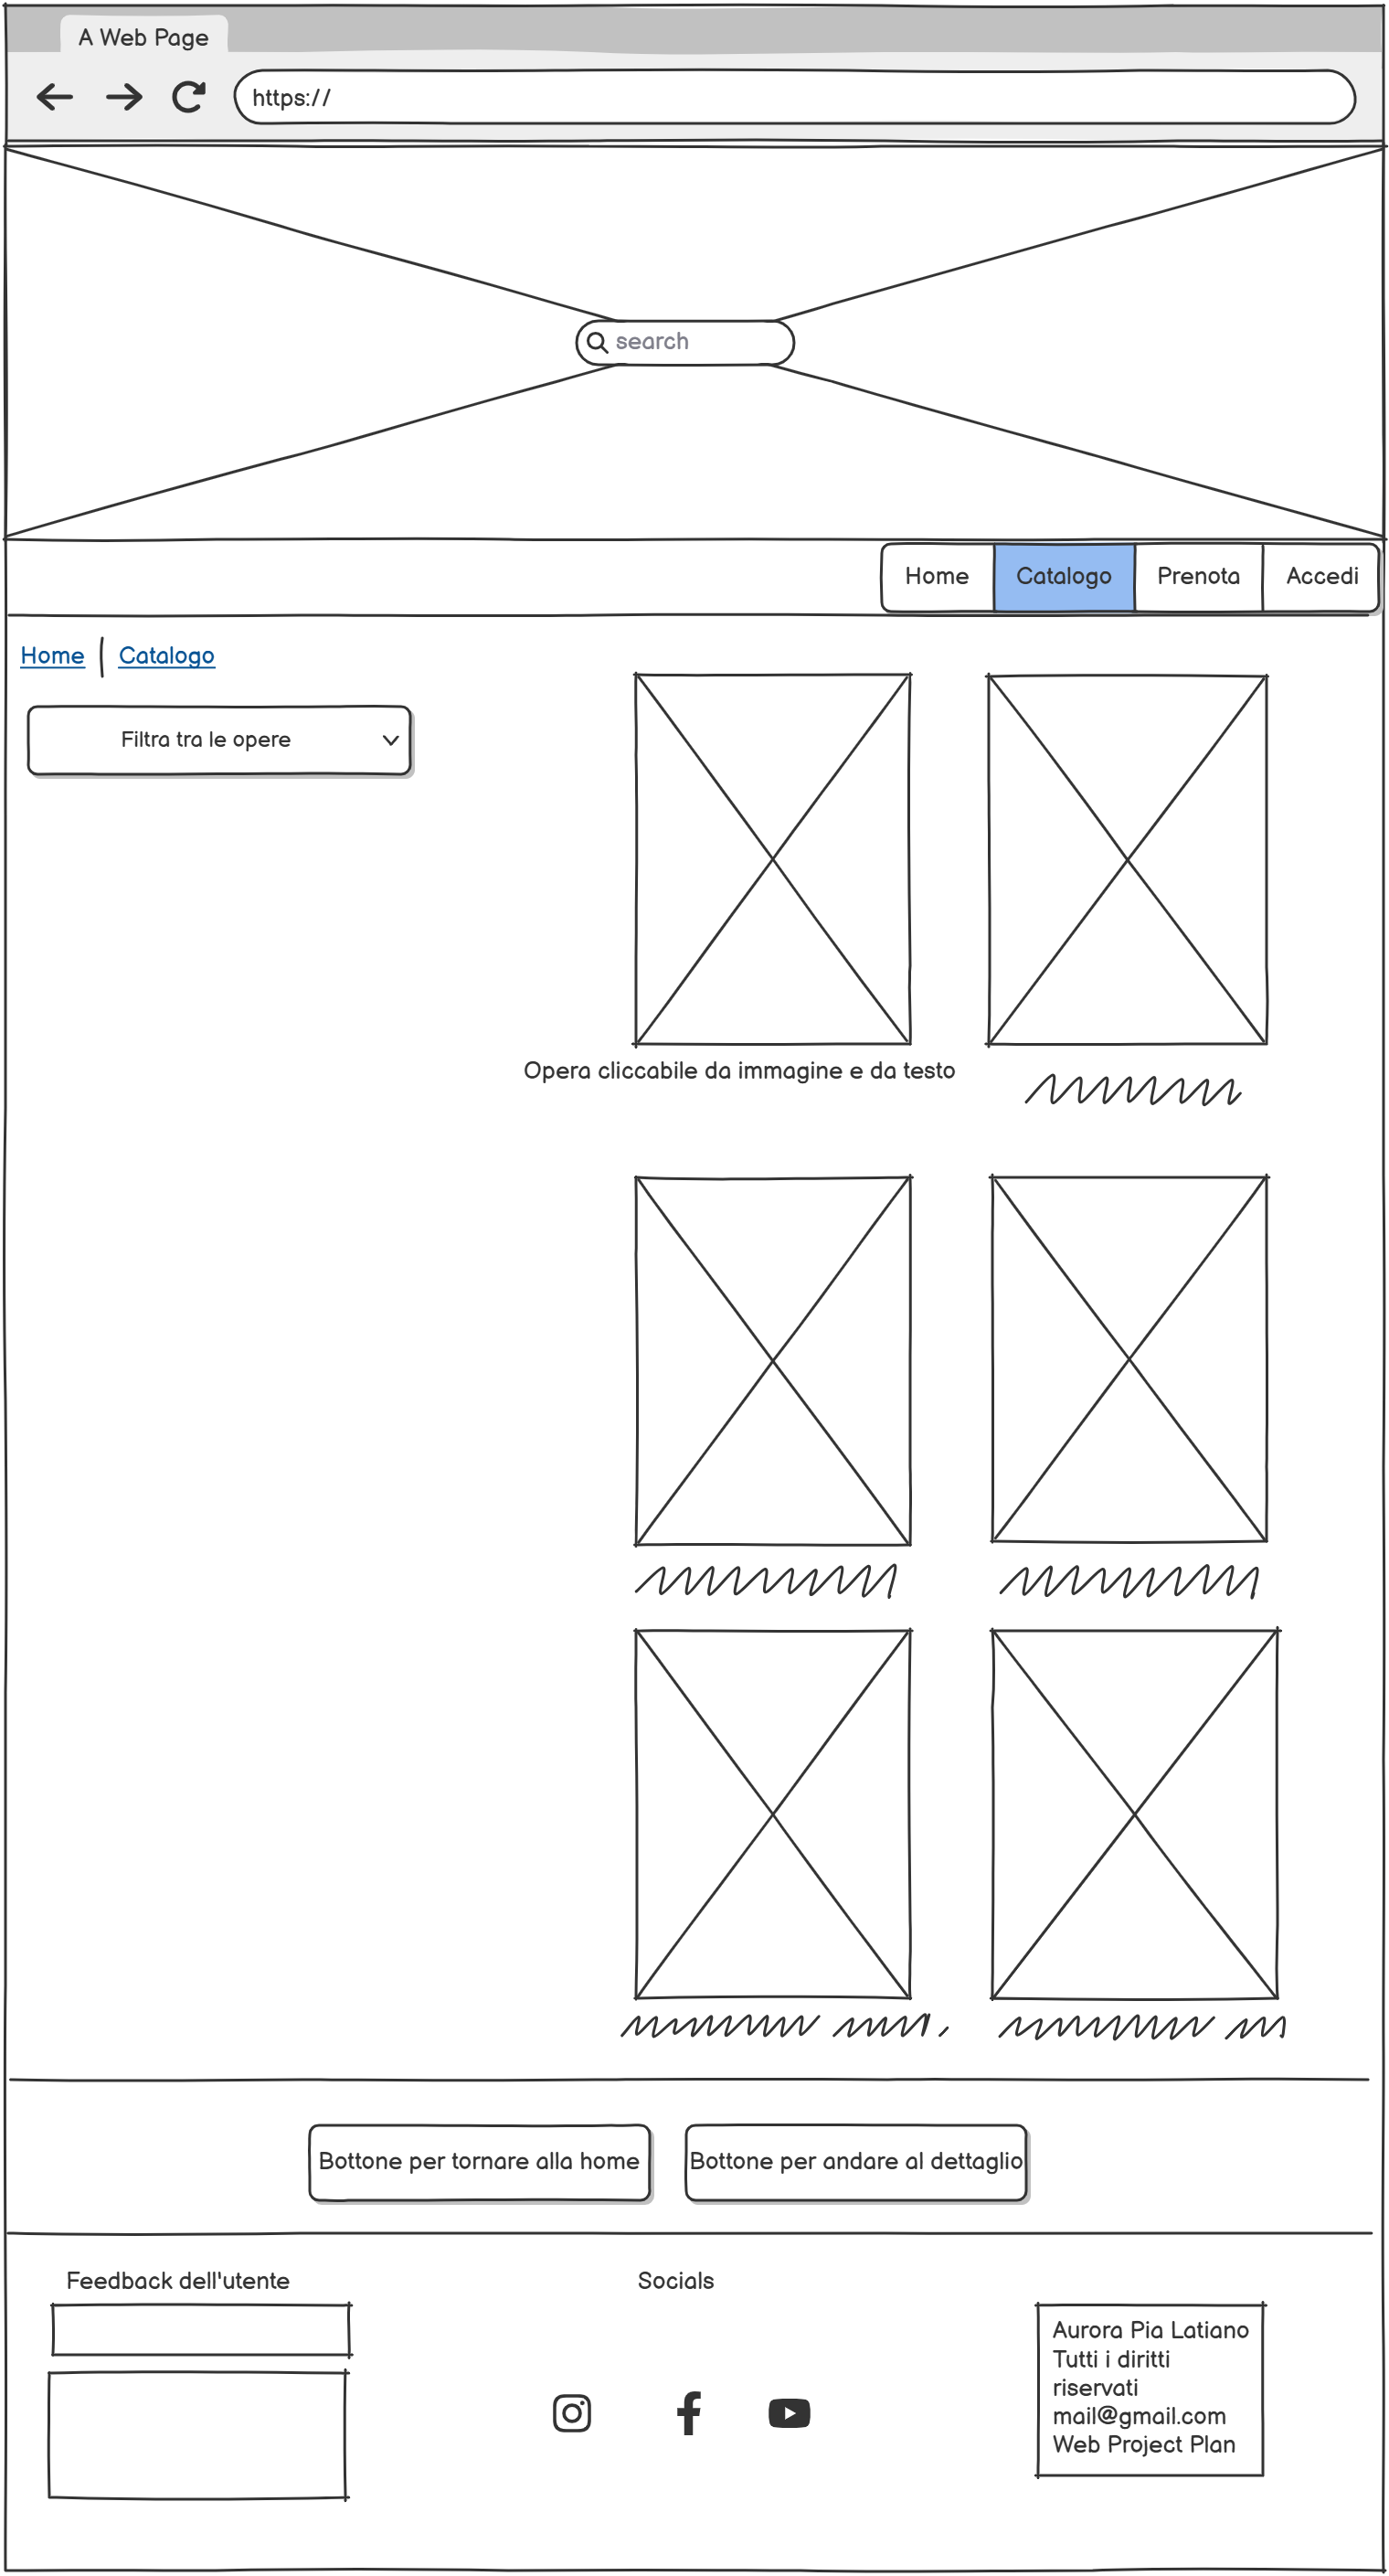 A Web Page
https://
search
Home Catalogo Prenota Accedi
Home Catalogo
Filtra tra le opere
Opera cliccabile da immagine e da testo
Bottone per tornare alla home Bottone per andare al dettaglio
Feedback dell'utente
Socials
Aurora Pia Latiano
Tutti i diritti
riservati
mail@gmail.com
Web Project Plan